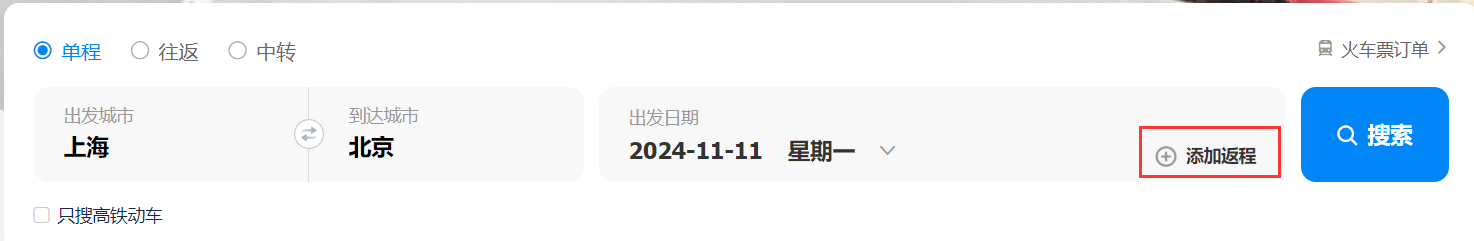 单程 往返 中转
火车票订单
出发城市
上海
到达城市
北京
出发日期
2024-11-11 星期一
添加返程
搜索
只搜高铁动车